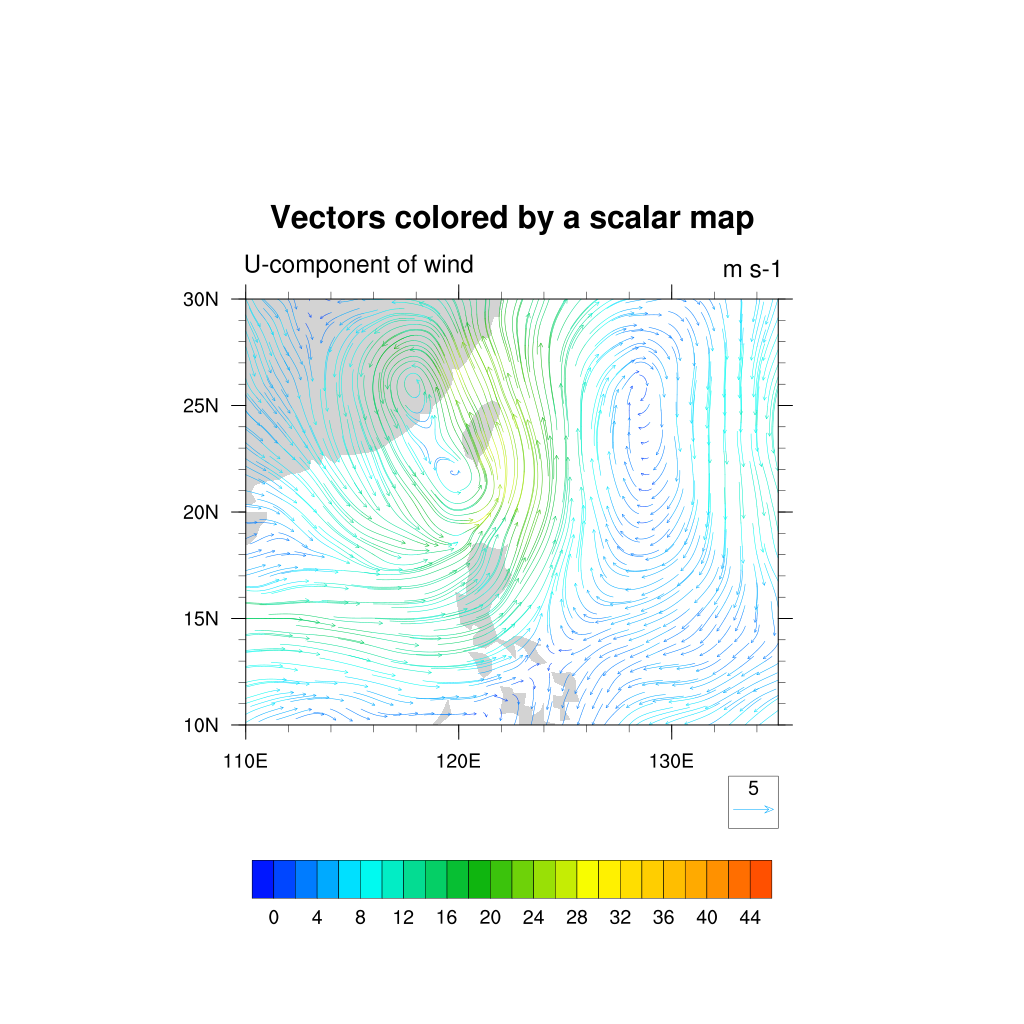 Vectors colored by a scalar map
U-component of wind
m s-1
30N
25N
20N
15N
10N
110E 120E 130E
5
0 4 8 12 16 20 24 28 32 36 40 44